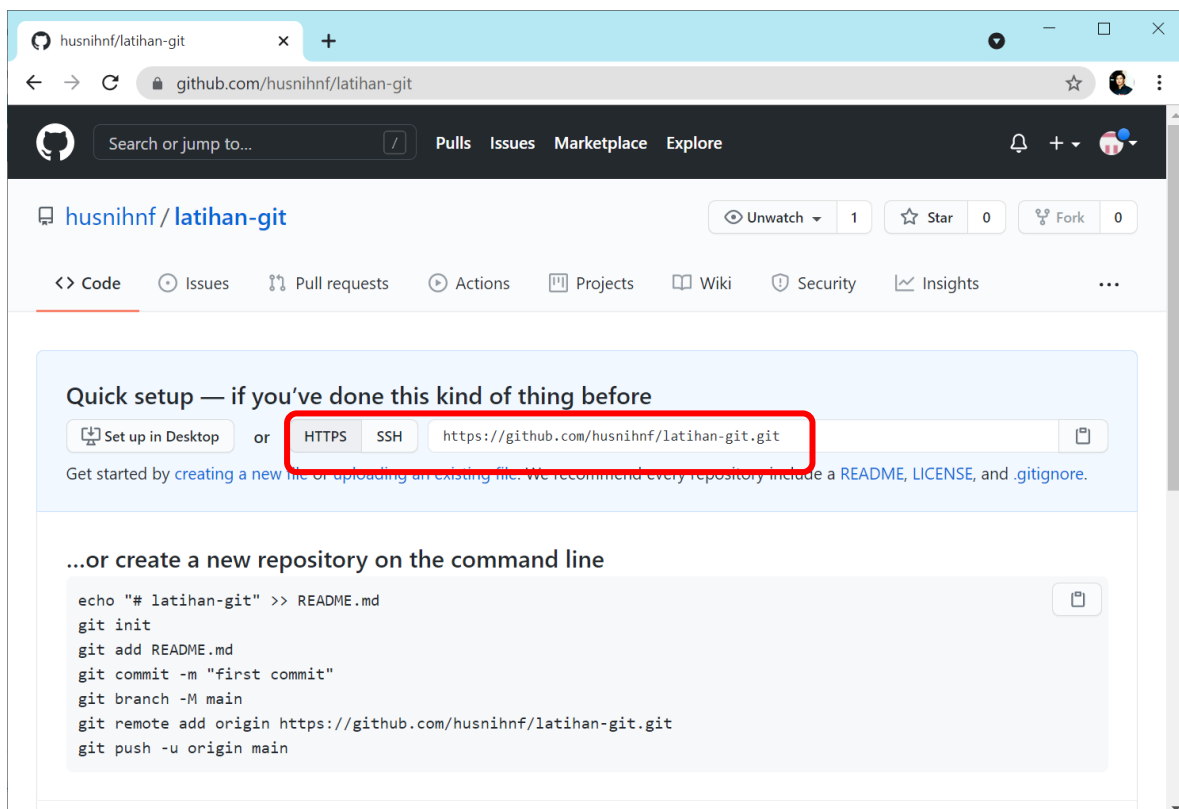 husnihnf/latihan-git
github.com/husnihnf/latihan-git
Search or jump to... / Pulls Issues Marketplace Explore
husnihnf / latihan-git Unwatch 1 Star 0 Fork 0
Code Issues Pull requests Actions Projects Wiki Security Insights ...
Quick setup — if you've done this kind of thing before
Set up in Desktop or HTTPS SSH https://github.com/husnihnf/latihan-git.git
Get started by creating a new file or uploading an existing file. We recommend every repository include a README, LICENSE, and .gitignore.
...or create a new repository on the command line
echo "# latihan-git" >> README.md
git init
git add README.md
git commit -m "first commit"
git branch -M main
git remote add origin https://github.com/husnihnf/latihan-git.git
git push -u origin main